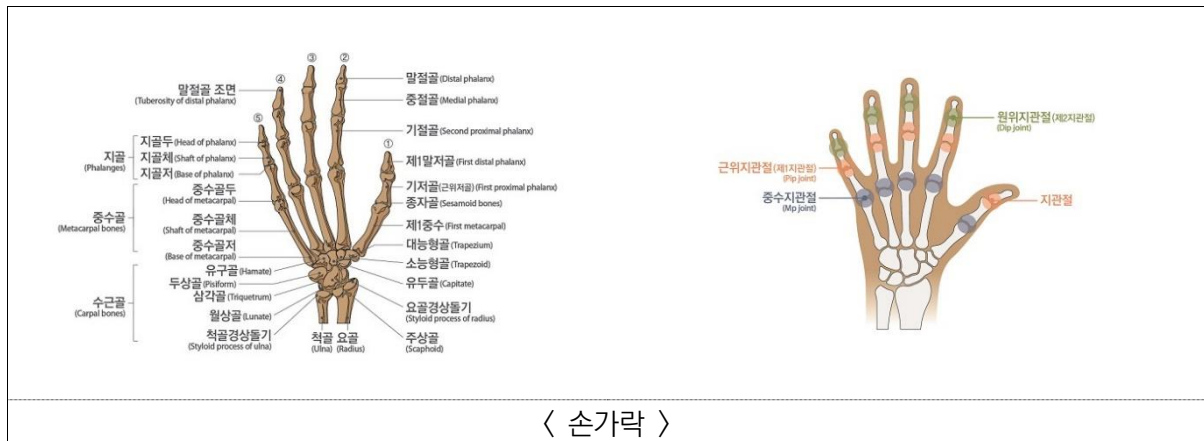 ③
②
④
말절골 조면
(Tuberosity of distal phalanx)
⑤
지골
(Phalanges)
지골두 (Head of phalanx)
지골체 (Shaft of phalanx)
지골저 (Base of phalanx)
중수골
(Metacarpal bones)
중수골두
(Head of metacarpal)
중수골체
(Shaft of metacarpal)
중수골저
(Base of metacarpal)
수근골
(Carpal bones)
유구골 (Hamate)
두상골 (Pisiform)
삼각골 (Triquetrum)
월상골 (Lunate)
척골경상돌기
(Styloid process of ulna)
척골
(Ulna)
요골
(Radius)
말절골 (Distal phalanx)
중절골 (Medial phalanx)
기절골 (Second proximal phalanx)
①
제1말저골 (First distal phalanx)
기저골(근위저골) (First proximal phalanx)
종자골 (Sesamoid bones)
제1중수 (First metacarpal)
대능형골 (Trapezium)
소능형골 (Trapezoid)
유두골 (Capitate)
요골경상돌기
(Styloid process of radius)
주상골
(Scaphoid)
원위지관절 (제2지관절)
(Dip joint)
근위지관절 (제1지관절)
(Pip joint)
중수지관절
(Mp joint)
지관절
〈 손가락 〉